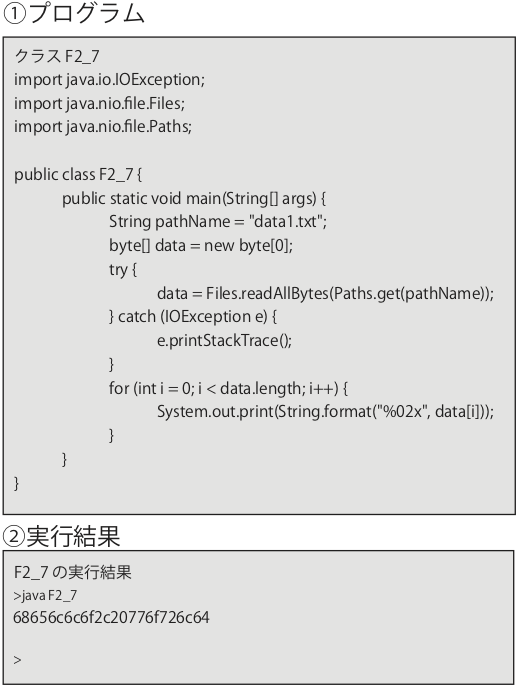 ①プログラム
クラス F2_7
import java.io.IOException;
import java.nio.file.Files;
import java.nio.file.Paths;
public class F2_7 {
public static void main(String[] args) {
String pathName = "data1.txt";
byte[] data = new byte[0];
try {
data = Files.readAllBytes(Paths.get(pathName));
} catch (IOException e) {
e.printStackTrace();
}
for (int i = 0; i < data.length; i++) {
System.out.print(String.format("%02x", data[i]));
}
}
}
②実行結果
F2_7 の実行結果
>java F2_7
68656c6c6f2c20776f726c64
>